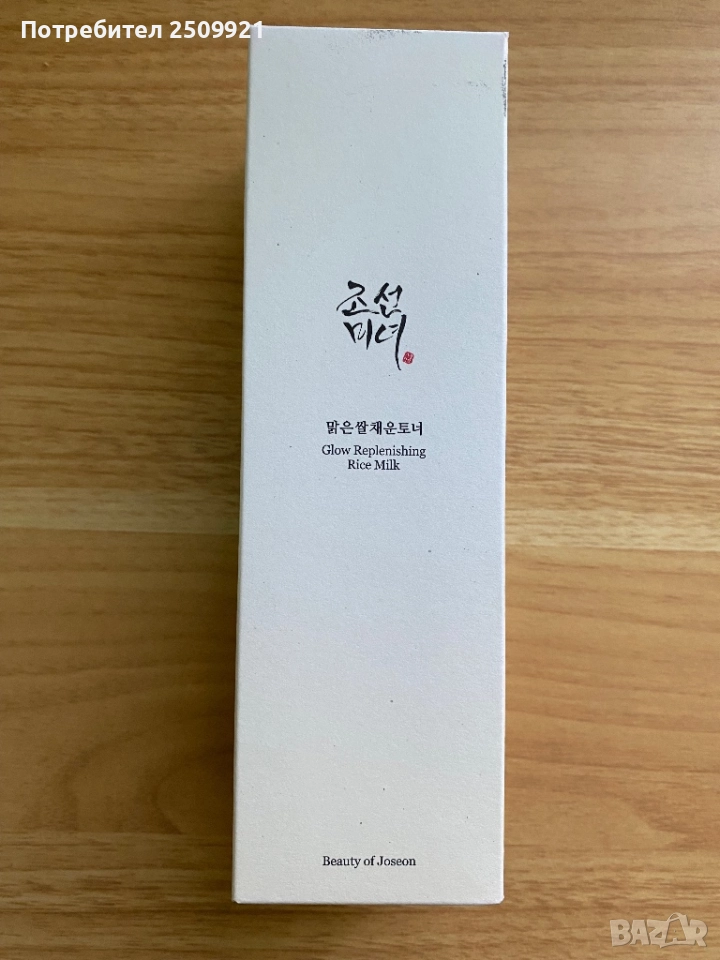 Потребител 2509921
조선
미녀
맑은쌀채운토너
Glow Replenishing
Rice Milk
Beauty of Joseon
BAZAR